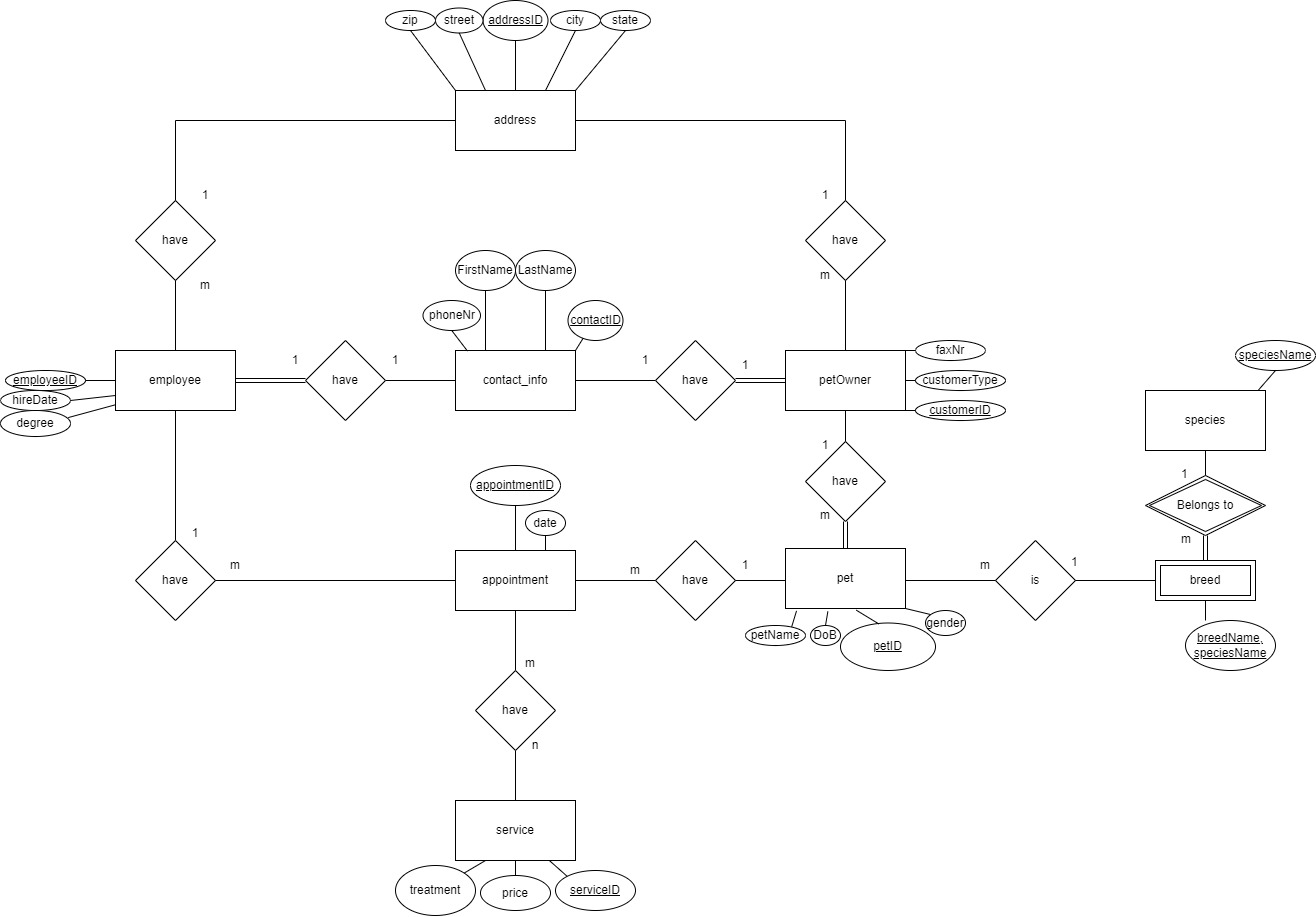 zip
street
addressID
city
state
address
1
1
have
have
m
m
FirstName
LastName
phoneNr
contactID
employeeID
hireDate
degree
employee
1
have
1
contact_info
1
have
1
petOwner
faxNr
customerType
customerID
speciesName
species
1
have
m
1
Belongs to
m
appointmentID
date
1
have
m
appointment
m
have
1
pet
m
is
1
breed
petName
DoB
petID
gender
breedName,
speciesName
m
have
n
service
treatment
price
serviceID